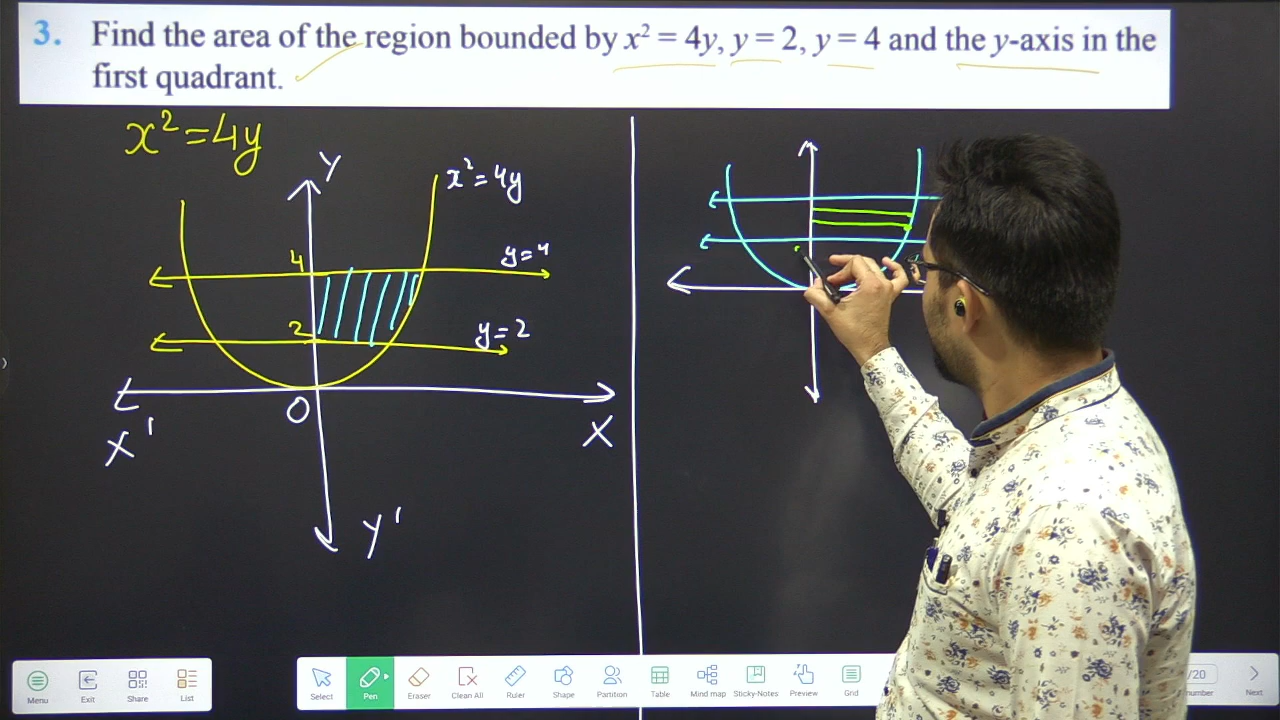 3. Find the area of the region bounded by x² = 4y, y = 2, y = 4 and the y-axis in the
first quadrant.
x² = 4y
Y
x² = 4y
4
y = 4
2
y = 2
O
X'
X
Y'
Menu
Exit
Share
List
Select
Pen
Eraser
Clean All
Ruler
Shape
Partition
Table
Mind map
Sticky-Notes
Preview
Grid
/20
number
Next